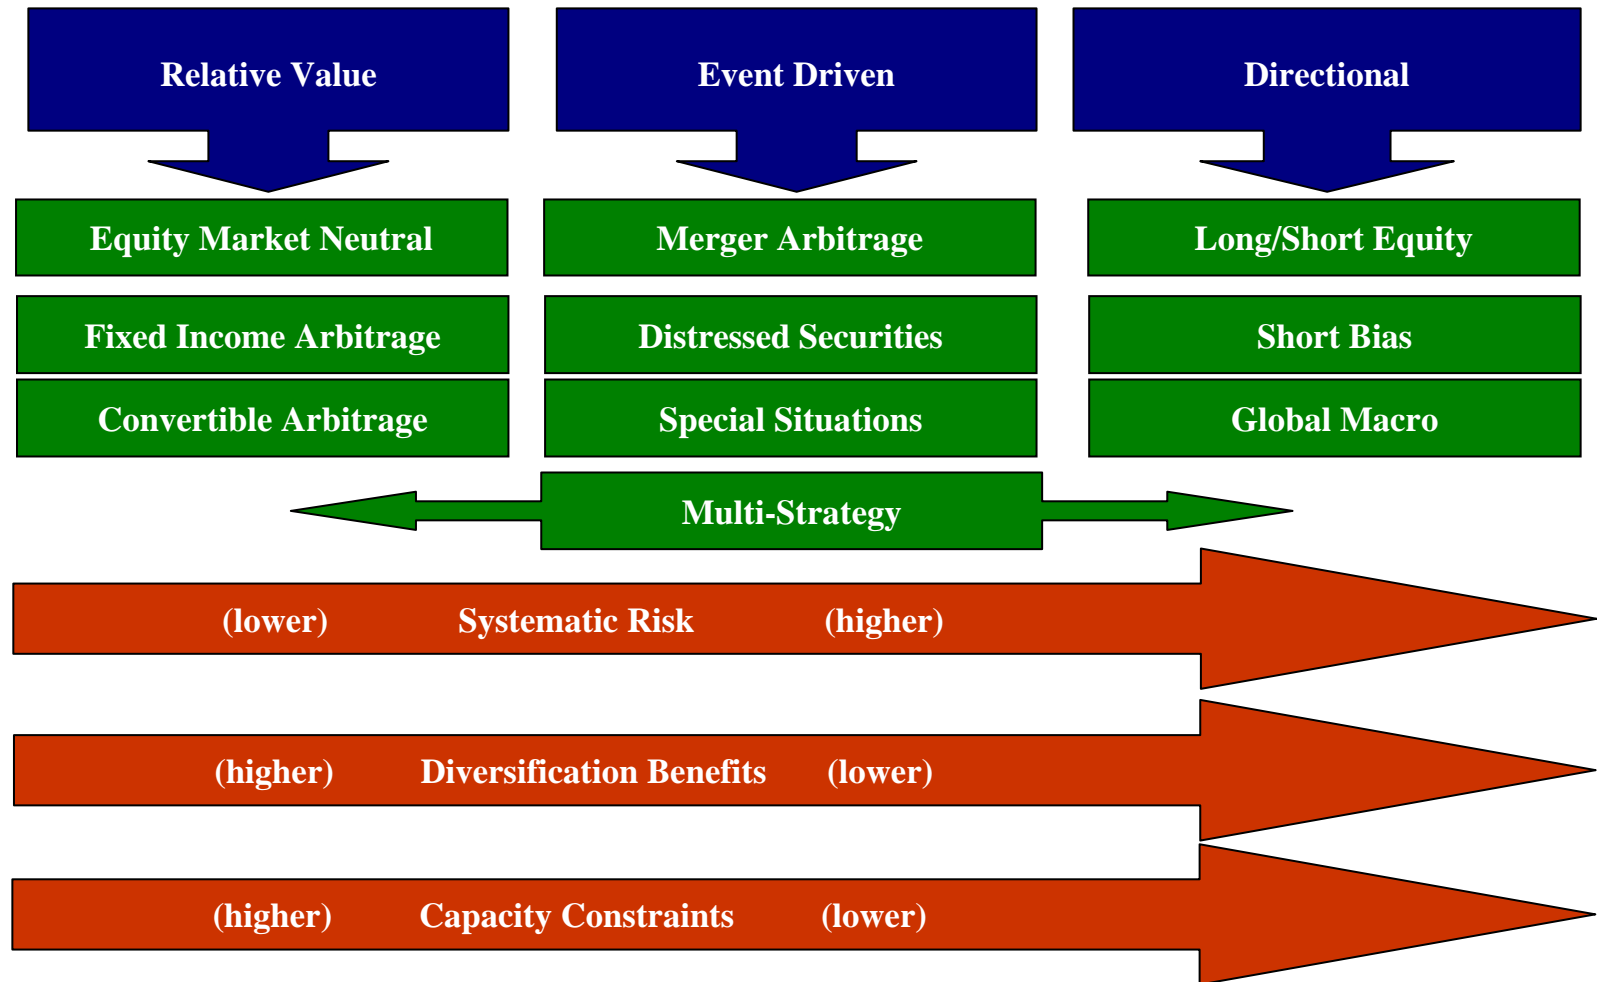 Relative Value
Event Driven
Directional
Equity Market Neutral
Merger Arbitrage
Long/Short Equity
Fixed Income Arbitrage
Distressed Securities
Short Bias
Convertible Arbitrage
Special Situations
Global Macro
Multi-Strategy
(lower) Systematic Risk (higher)
(higher) Diversification Benefits (lower)
(higher) Capacity Constraints (lower)